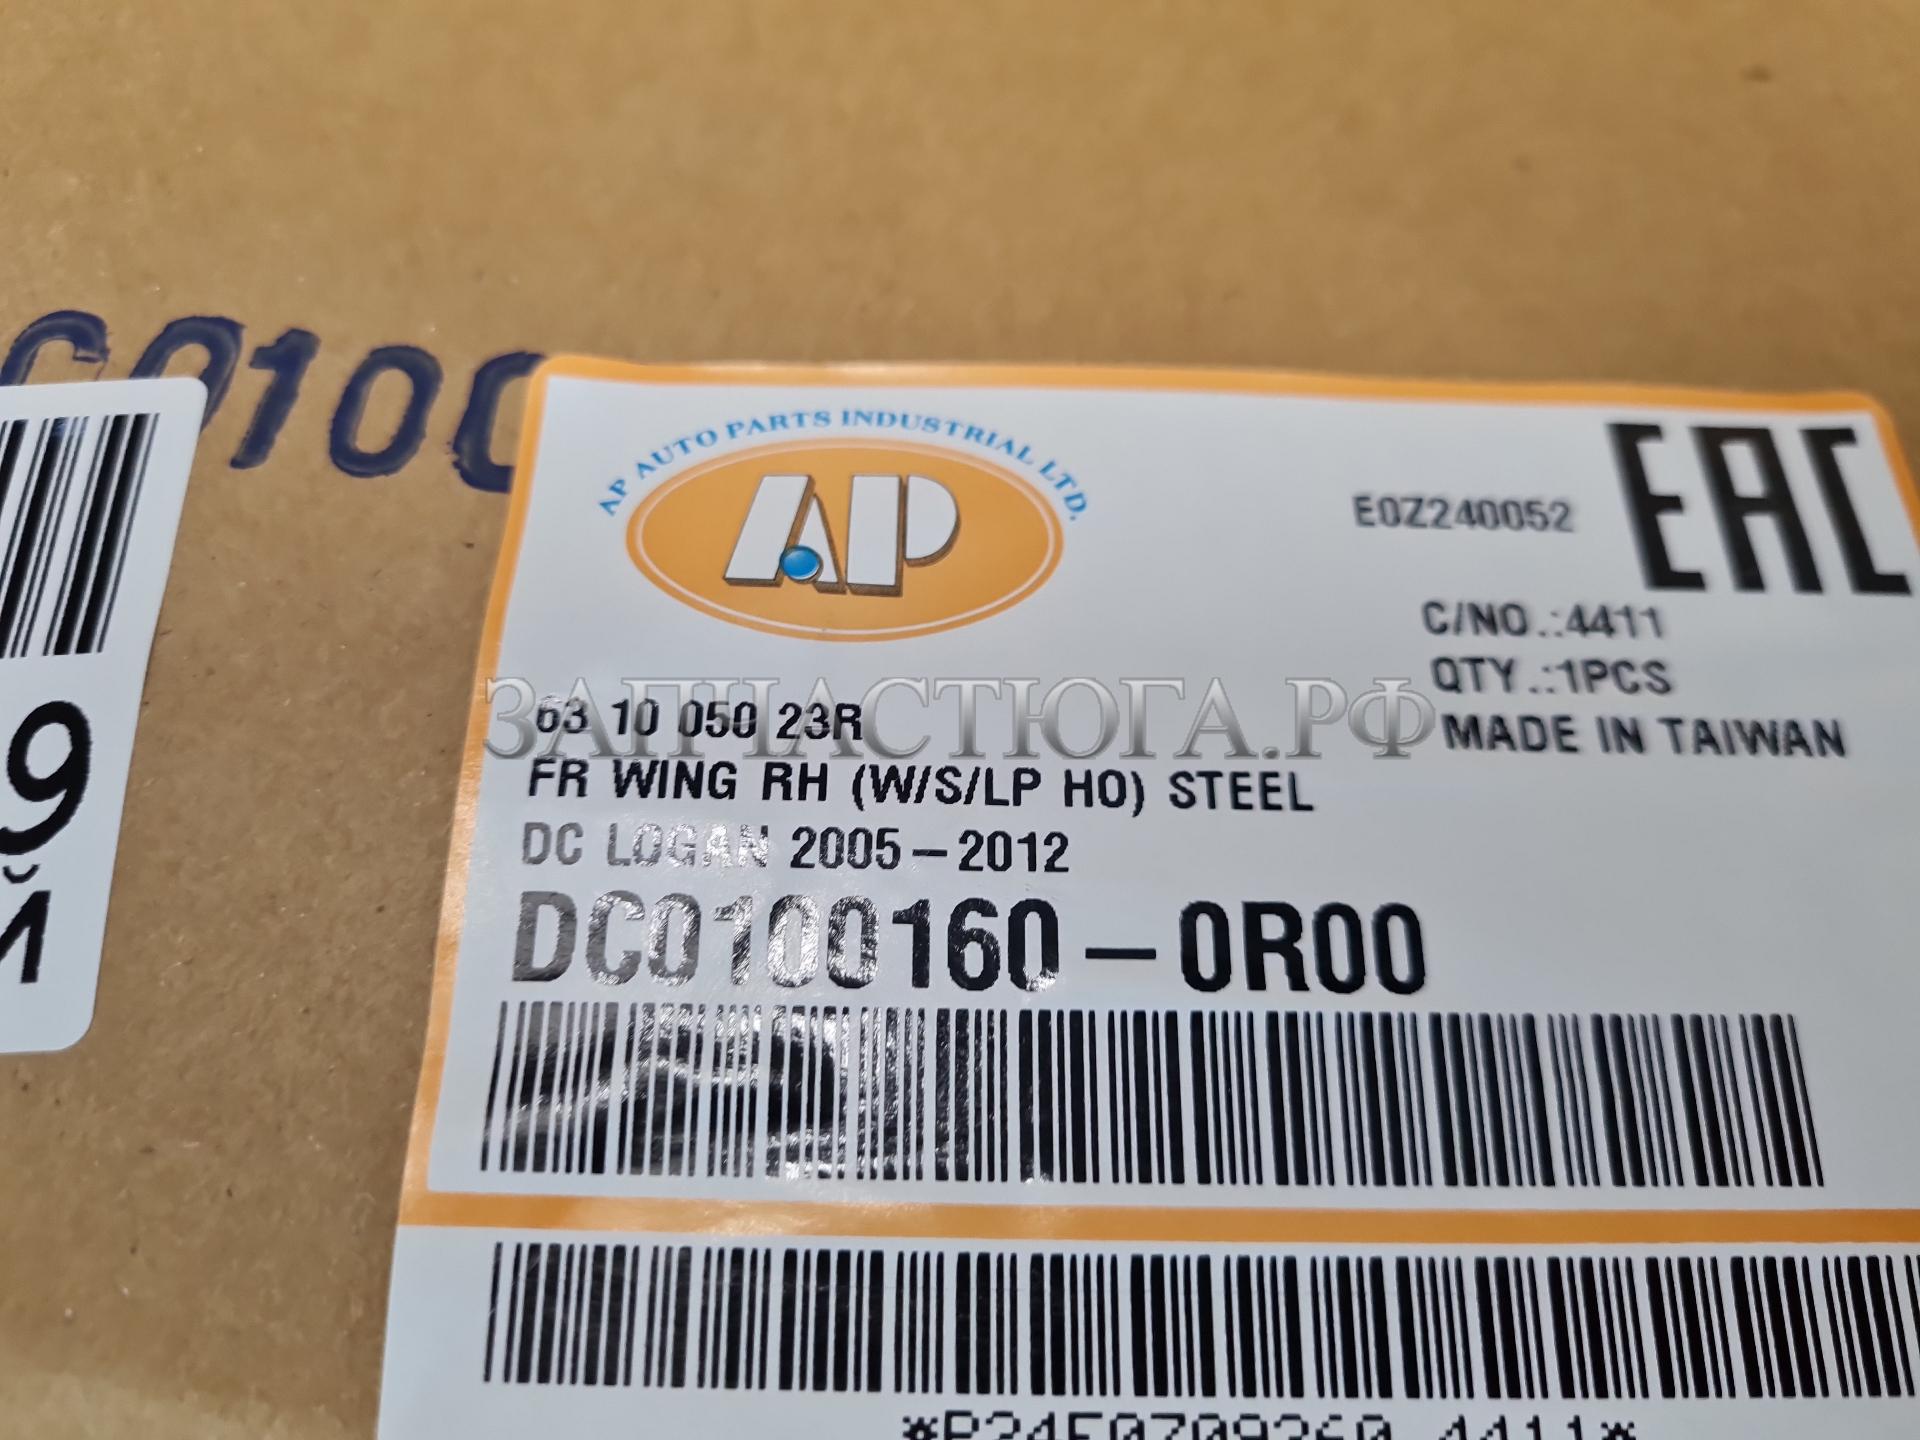 C0100
AP AUTO PARTS INDUSTRIAL LTD.
AP
E0Z240052
EAC
C/NO.:4411
QTY.:1PCS
MADE IN TAIWAN
ЗАПЧАСТЮГА.РФ
63 10 050 23R
FR WING RH (W/S/LP HO) STEEL
DC LOGAN 2005-2012
DC0100160-0R00
9